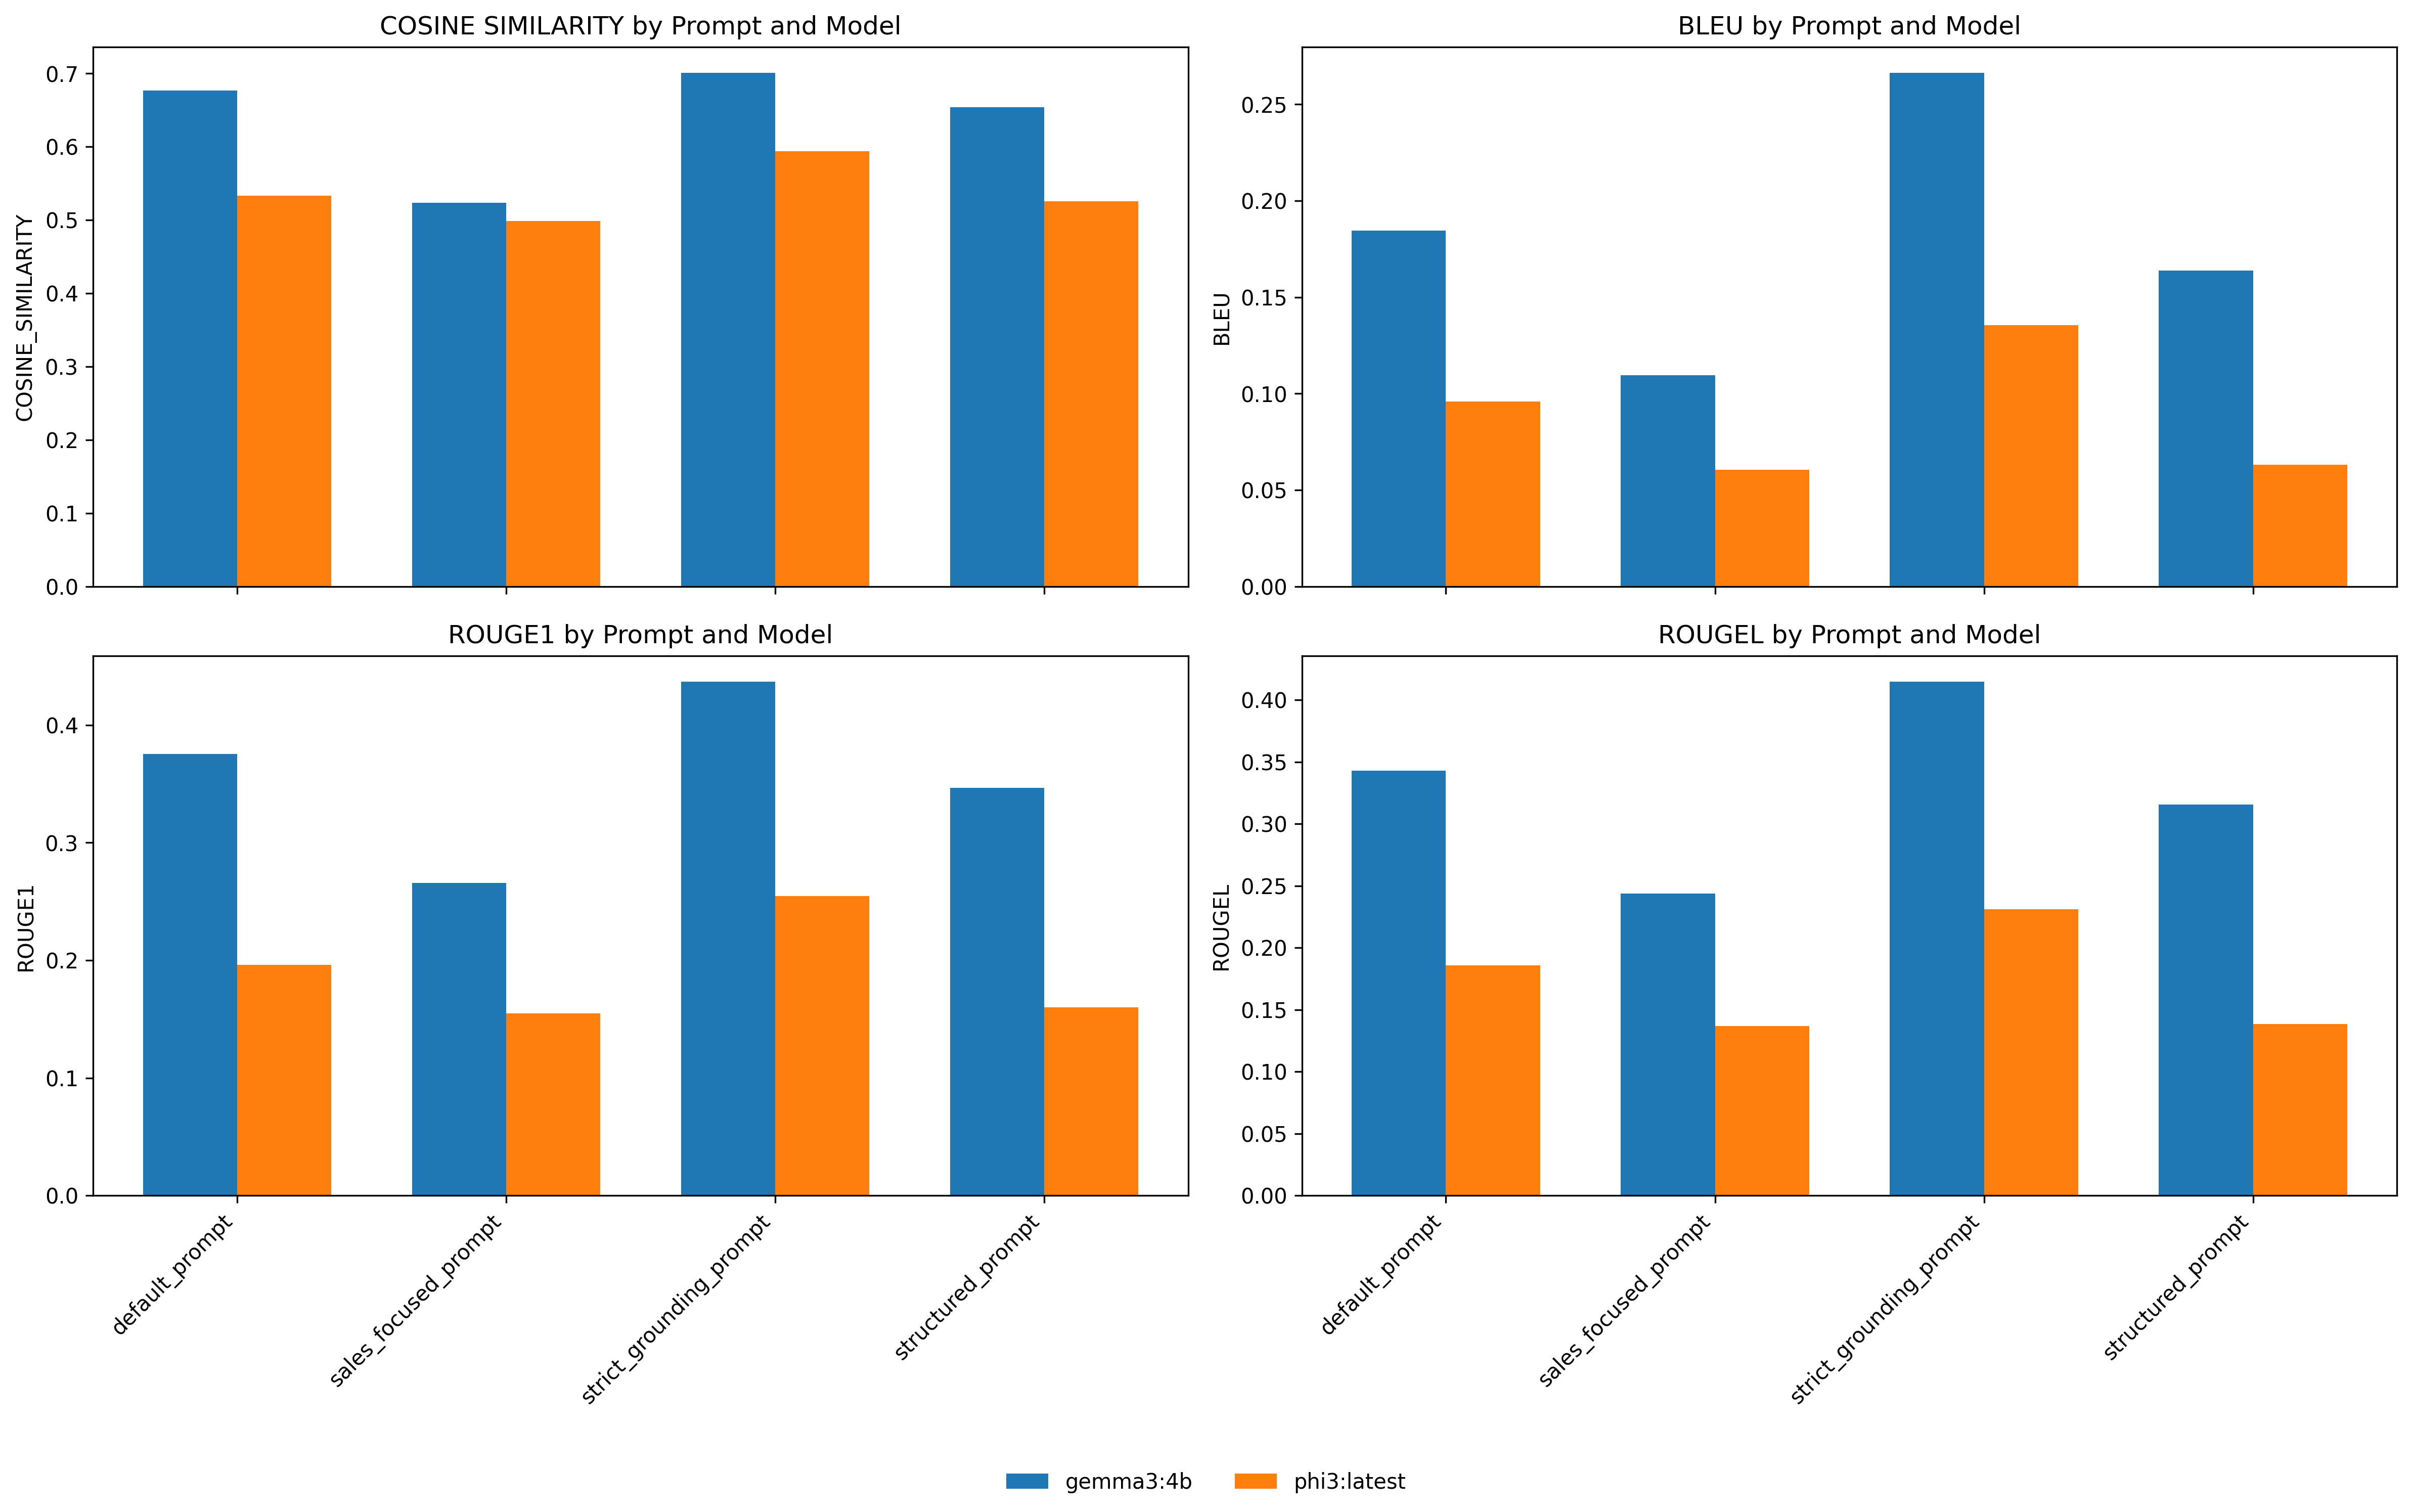 COSINE SIMILARITY by Prompt and Model
COSINE_SIMILARITY
0.7
0.6
0.5
0.4
0.3
0.2
0.1
0.0
BLEU by Prompt and Model
BLEU
0.25
0.20
0.15
0.10
0.05
0.00
ROUGE1 by Prompt and Model
ROUGE1
0.4
0.3
0.2
0.1
0.0
default_prompt
sales_focused_prompt
strict_grounding_prompt
structured_prompt
ROUGEL by Prompt and Model
ROUGEL
0.40
0.35
0.30
0.25
0.20
0.15
0.10
0.05
0.00
default_prompt
sales_focused_prompt
strict_grounding_prompt
structured_prompt
gemma3:4b
phi3:latest